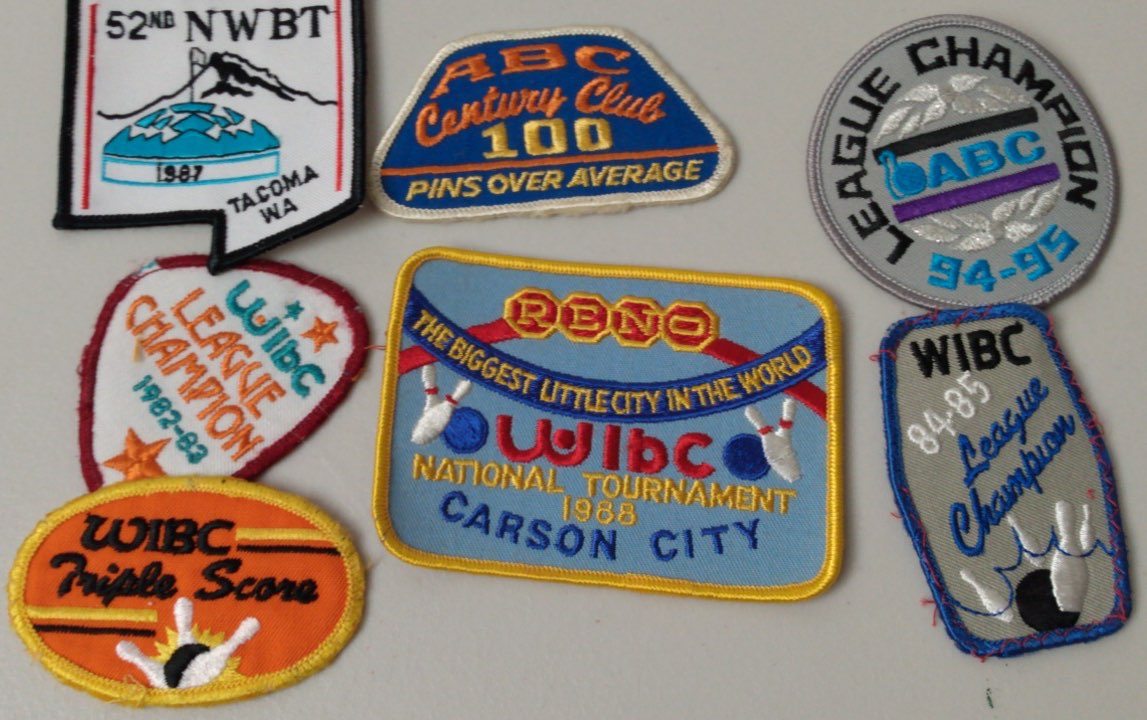 52ND NWBT
1987
TACOMA
WA
ABC
Century Club
100
PINS OVER AVERAGE
LEAGUE CHAMPION
ABC
94-95
WIBC
LEAGUE
CHAMPION
1982-83
RENO
THE BIGGEST LITTLE CITY IN THE WORLD
WIBC
NATIONAL TOURNAMENT
1988
CARSON CITY
WIBC
84-85
League
Champion
WIBC
Triple Score